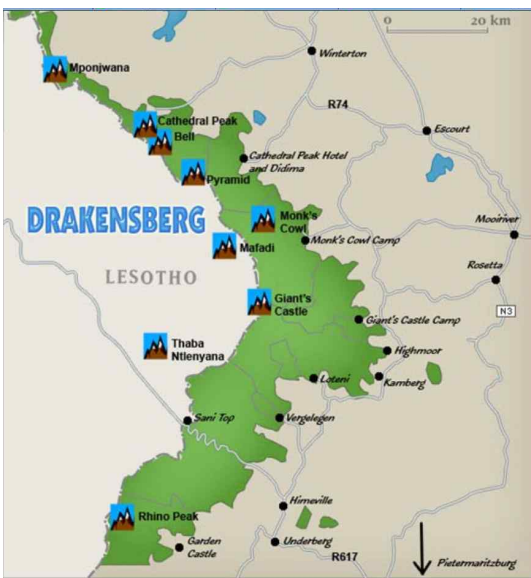 0
20 km
Mponjwana
Winterton
R74
Cathedral Peak
Bell
Escourt
Cathedral Peak Hotel
and Didima
Pyramid
DRAKENSBERG
Monk's
Cowl
Mooiriver
Monk's Cowl Camp
Mafadi
Rosetta
LESOTHO
Giant's
Castle
N3
Giant's Castle Camp
Thaba
Ntlenyana
Highmoor
Loteni
Kamberg
Sani Top
Vergelegen
Himeville
Rhino Peak
Garden
Castle
Underberg
R617
Pietermaritzburg